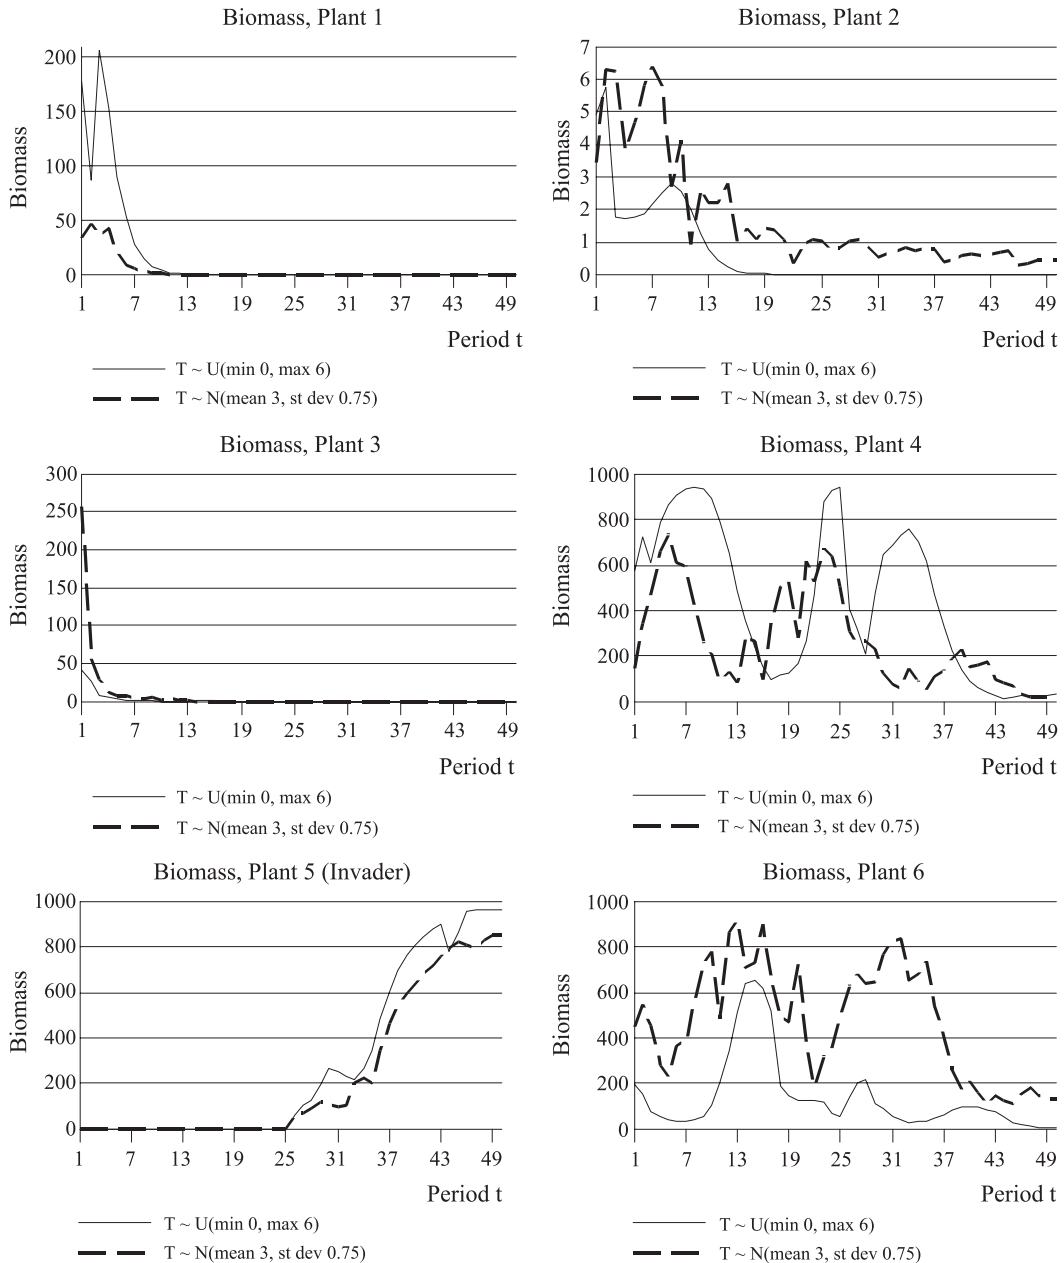 Biomass, Plant 1
200
150
100
50
0
Biomass
1 7 13 19 25 31 37 43 49
Period t
T ~ U(min 0, max 6)
T ~ N(mean 3, st dev 0.75)
Biomass, Plant 2
7
6
5
4
3
2
1
0
Biomass
1 7 13 19 25 31 37 43 49
Period t
T ~ U(min 0, max 6)
T ~ N(mean 3, st dev 0.75)
Biomass, Plant 3
300
250
200
150
100
50
0
Biomass
1 7 13 19 25 31 37 43 49
Period t
T ~ U(min 0, max 6)
T ~ N(mean 3, st dev 0.75)
Biomass, Plant 4
1000
800
600
400
200
0
Biomass
1 7 13 19 25 31 37 43 49
Period t
T ~ U(min 0, max 6)
T ~ N(mean 3, st dev 0.75)
Biomass, Plant 5 (Invader)
1000
800
600
400
200
0
Biomass
1 7 13 19 25 31 37 43 49
Period t
T ~ U(min 0, max 6)
T ~ N(mean 3, st dev 0.75)
Biomass, Plant 6
1000
800
600
400
200
0
Biomass
1 7 13 19 25 31 37 43 49
Period t
T ~ U(min 0, max 6)
T ~ N(mean 3, st dev 0.75)